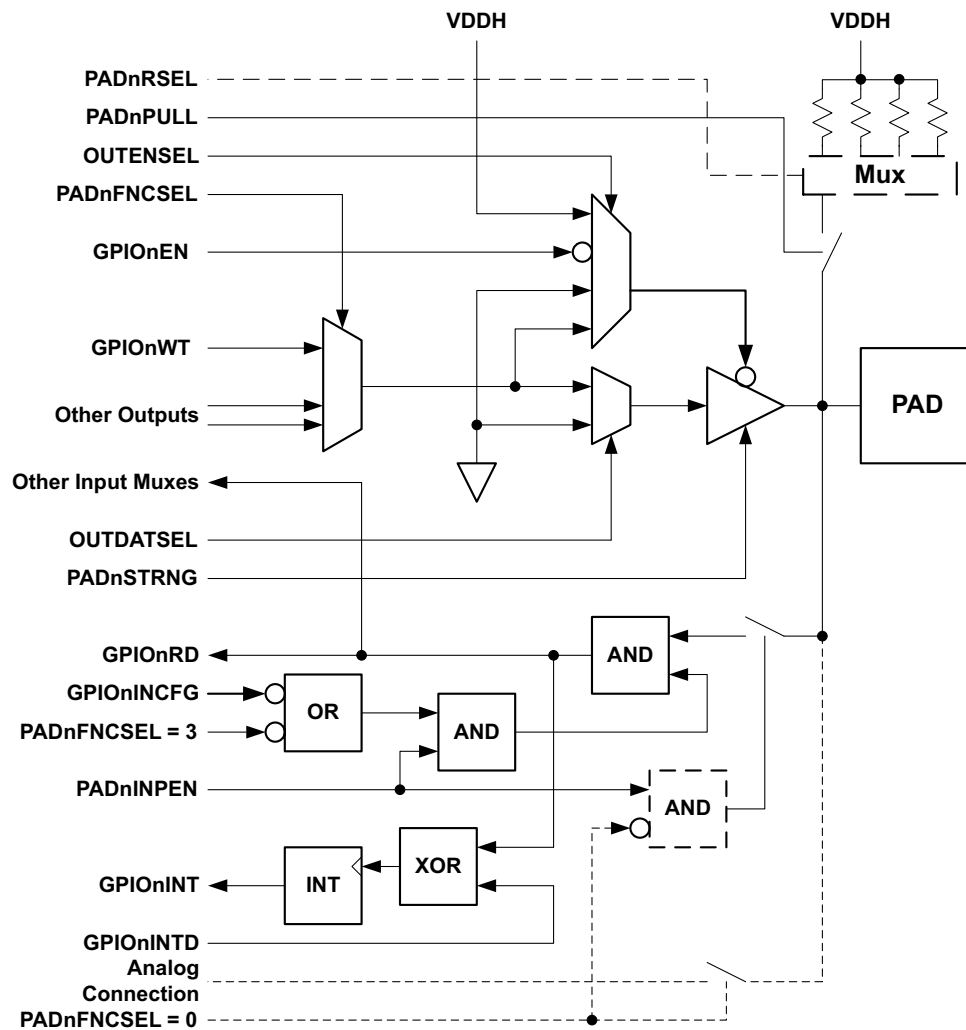 VDDH
VDDH
PADnRSEL
PADnPULL
OUTENSEL
Mux
PADnFNCSEL
GPIOnEN
GPIOnWT
PAD
Other Outputs
Other Input Muxes
OUTDATSEL
PADnSTRNG
GPIOnRD
AND
GPIOnINCFG
OR
AND
PADnFNCSEL = 3
PADnINPEN
AND
XOR
GPIOnINT
INT
GPIOnINTD
Analog
Connection
PADnFNCSEL = 0